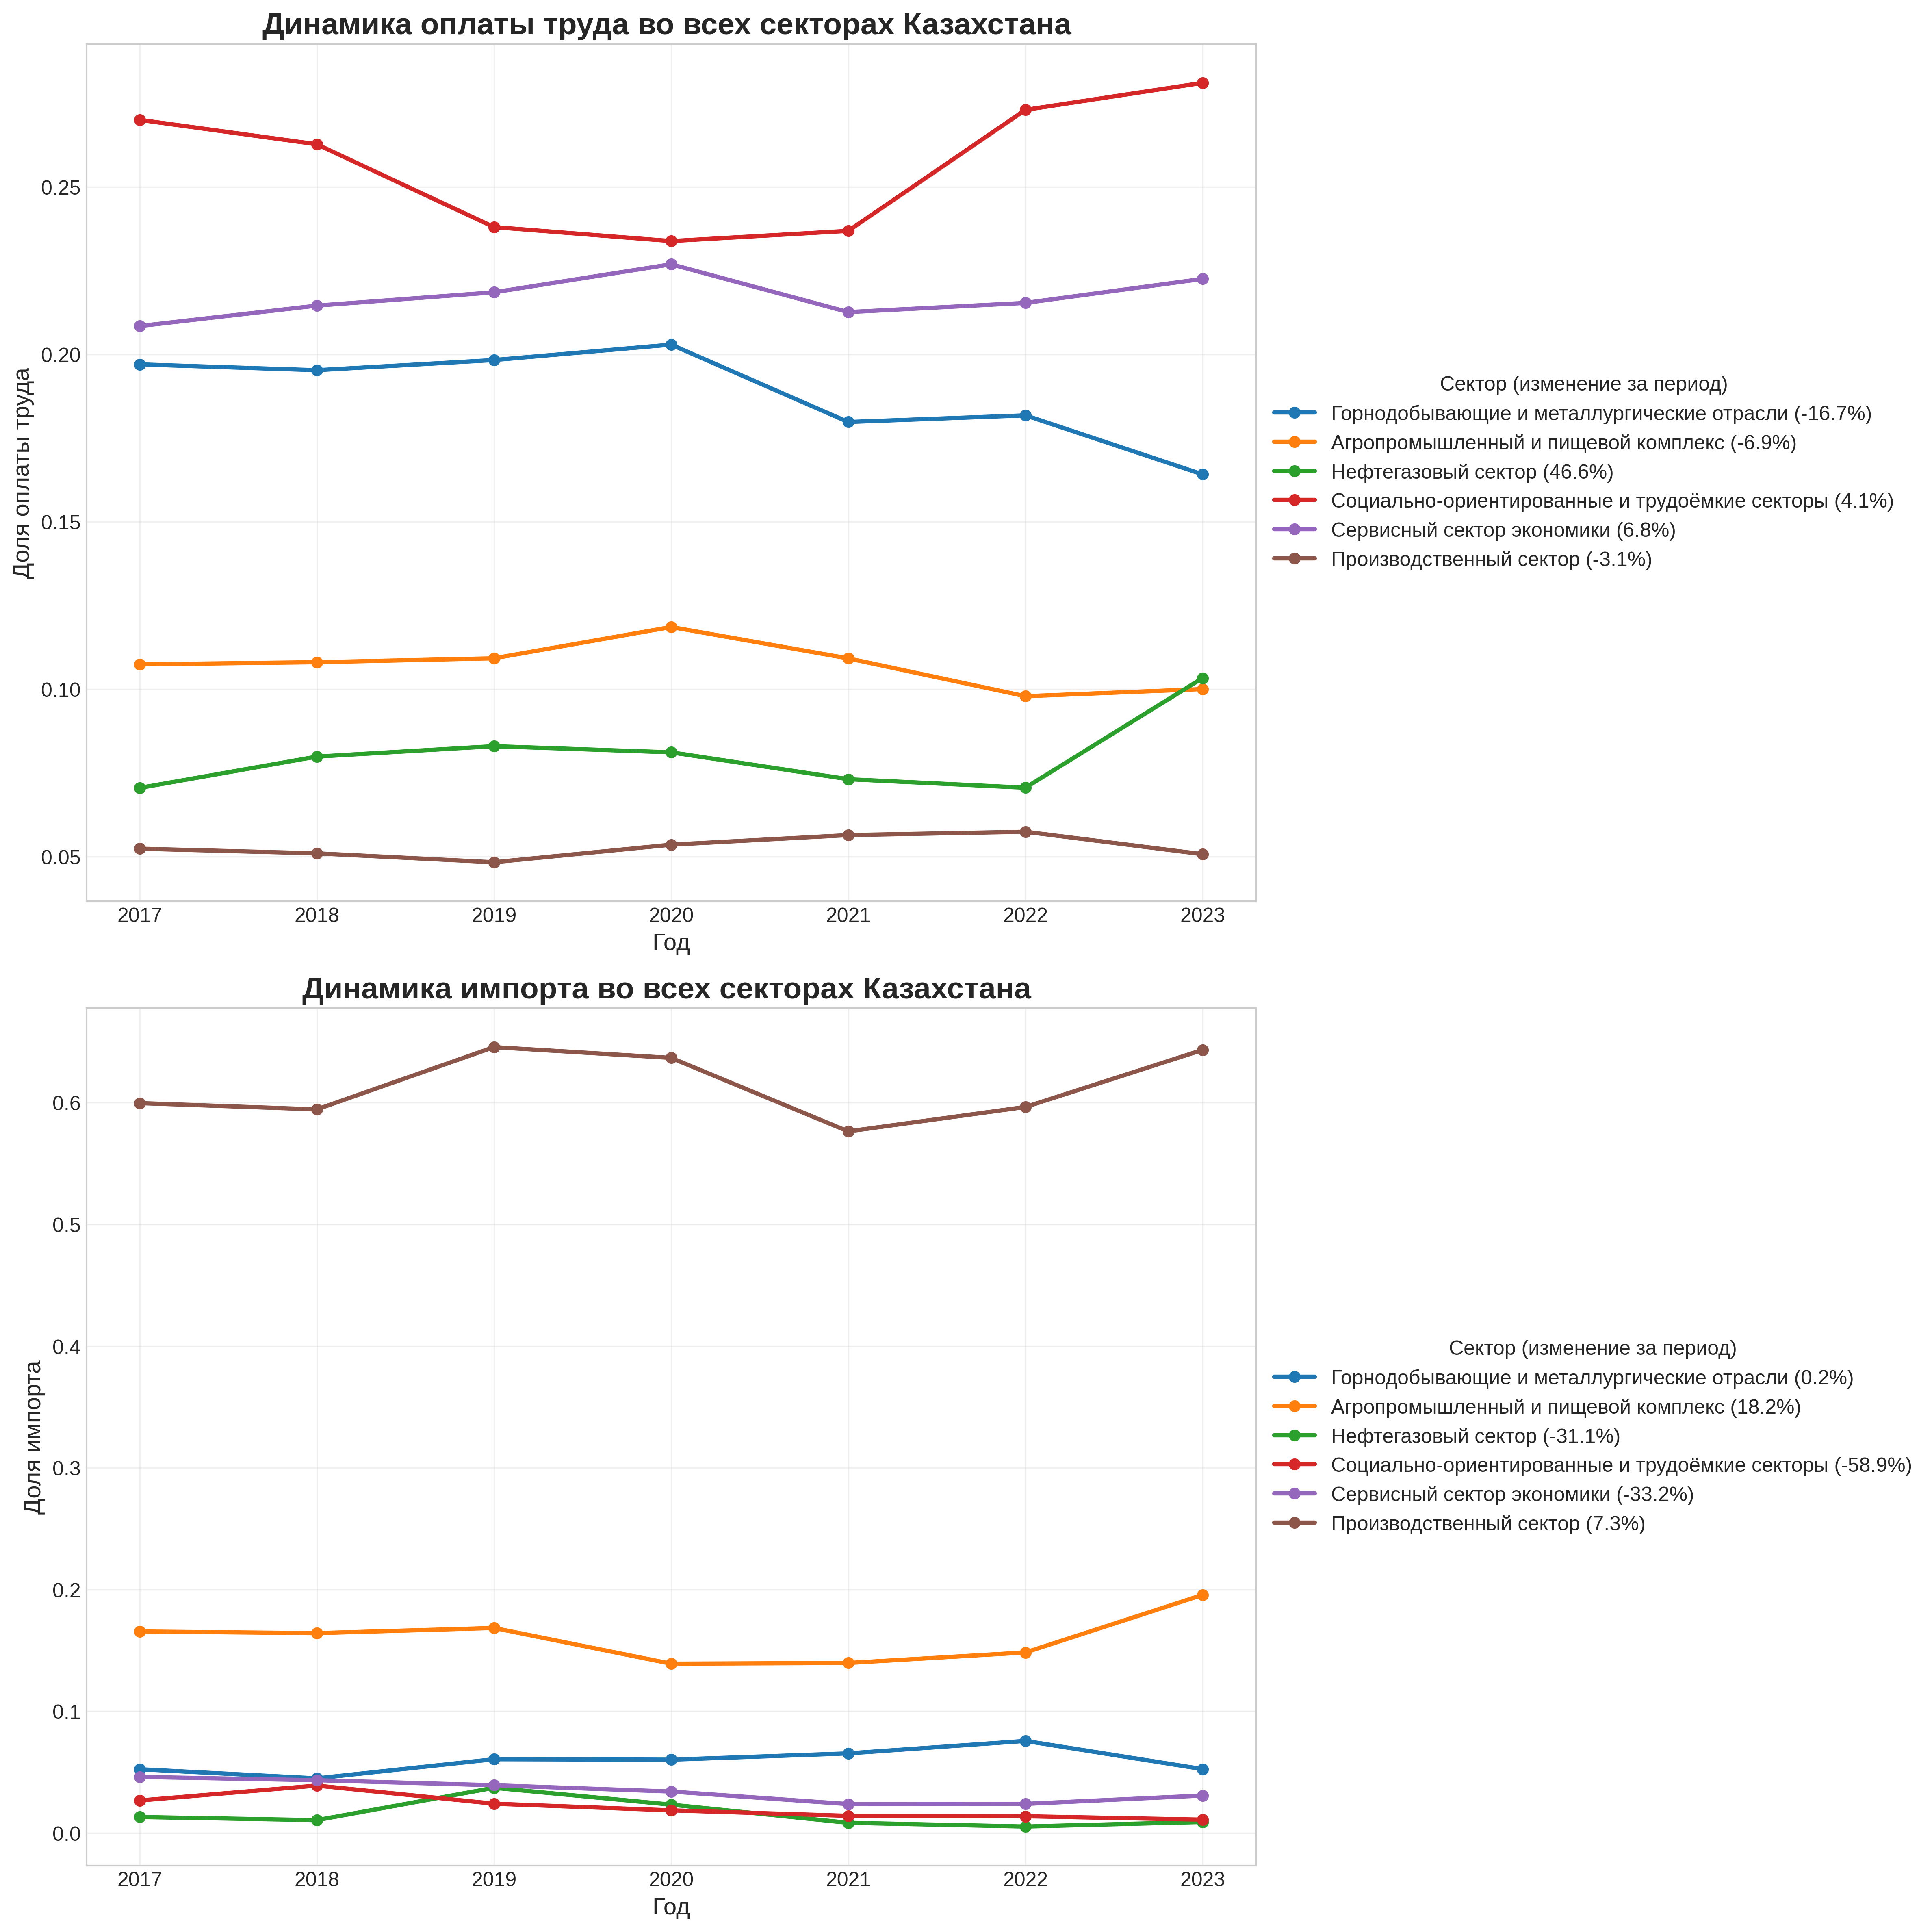 Динамика оплаты труда во всех секторах Казахстана
Доля оплаты труда
0.25
0.20
0.15
0.10
0.05
2017 2018 2019 2020 2021 2022 2023
Год
Сектор (изменение за период)
Горнодобывающие и металлургические отрасли (-16.7%)
Агропромышленный и пищевой комплекс (-6.9%)
Нефтегазовый сектор (46.6%)
Социально-ориентированные и трудоёмкие секторы (4.1%)
Сервисный сектор экономики (6.8%)
Производственный сектор (-3.1%)
Динамика импорта во всех секторах Казахстана
Доля импорта
0.6
0.5
0.4
0.3
0.2
0.1
0.0
2017 2018 2019 2020 2021 2022 2023
Год
Сектор (изменение за период)
Горнодобывающие и металлургические отрасли (0.2%)
Агропромышленный и пищевой комплекс (18.2%)
Нефтегазовый сектор (-31.1%)
Социально-ориентированные и трудоёмкие секторы (-58.9%)
Сервисный сектор экономики (-33.2%)
Производственный сектор (7.3%)